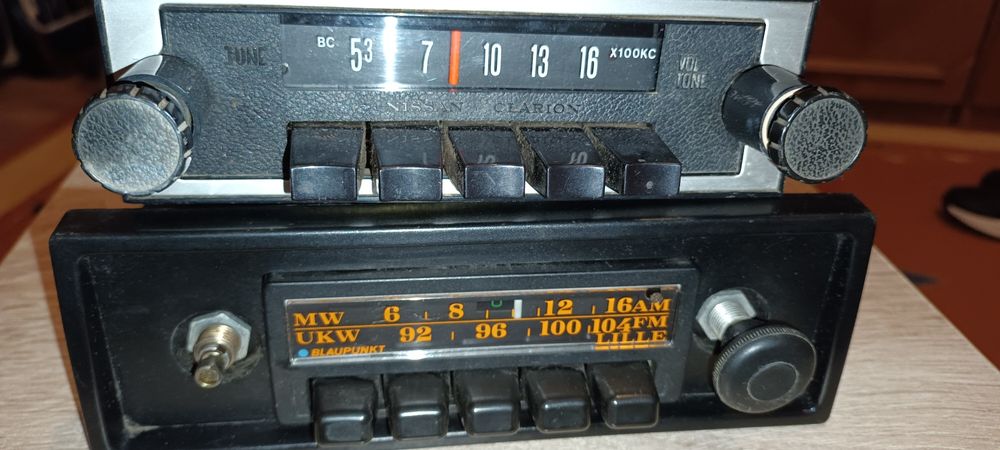 BC 53 7 10 13 16 X100KC
TUNE
VOL
TONE
NISSAN CLARION
MW 6 8 12 16AM
UKW 92 96 100 104FM
BLAUPUNKT LILLE